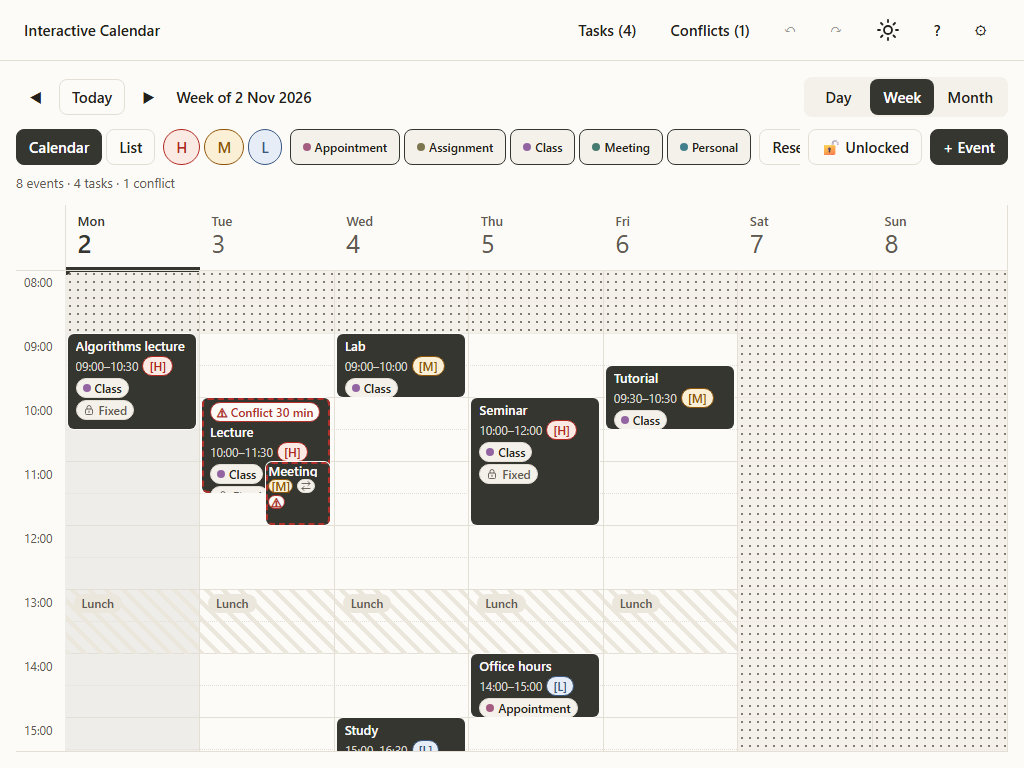 Interactive Calendar
Tasks (4)
Conflicts (1)
?
Today
Week of 2 Nov 2026
Day
Week
Month
Calendar
List
H
M
L
Appointment
Assignment
Class
Meeting
Personal
Rese
Unlocked
+ Event
8 events · 4 tasks · 1 conflict
Mon
2
Tue
3
Wed
4
Thu
5
Fri
6
Sat
7
Sun
8
08:00
09:00
10:00
11:00
12:00
13:00
14:00
15:00
Algorithms lecture
09:00–10:30 [H]
Class
Fixed
Conflict 30 min
Lecture
10:00–11:30 [H]
Class
Meeting
[M]
Lab
09:00–10:00 [M]
Class
Seminar
10:00–12:00 [H]
Class
Fixed
Tutorial
09:30–10:30 [M]
Class
Lunch
Lunch
Lunch
Lunch
Lunch
Office hours
14:00–15:00 [L]
Appointment
Study
15:00–16:30 [L]